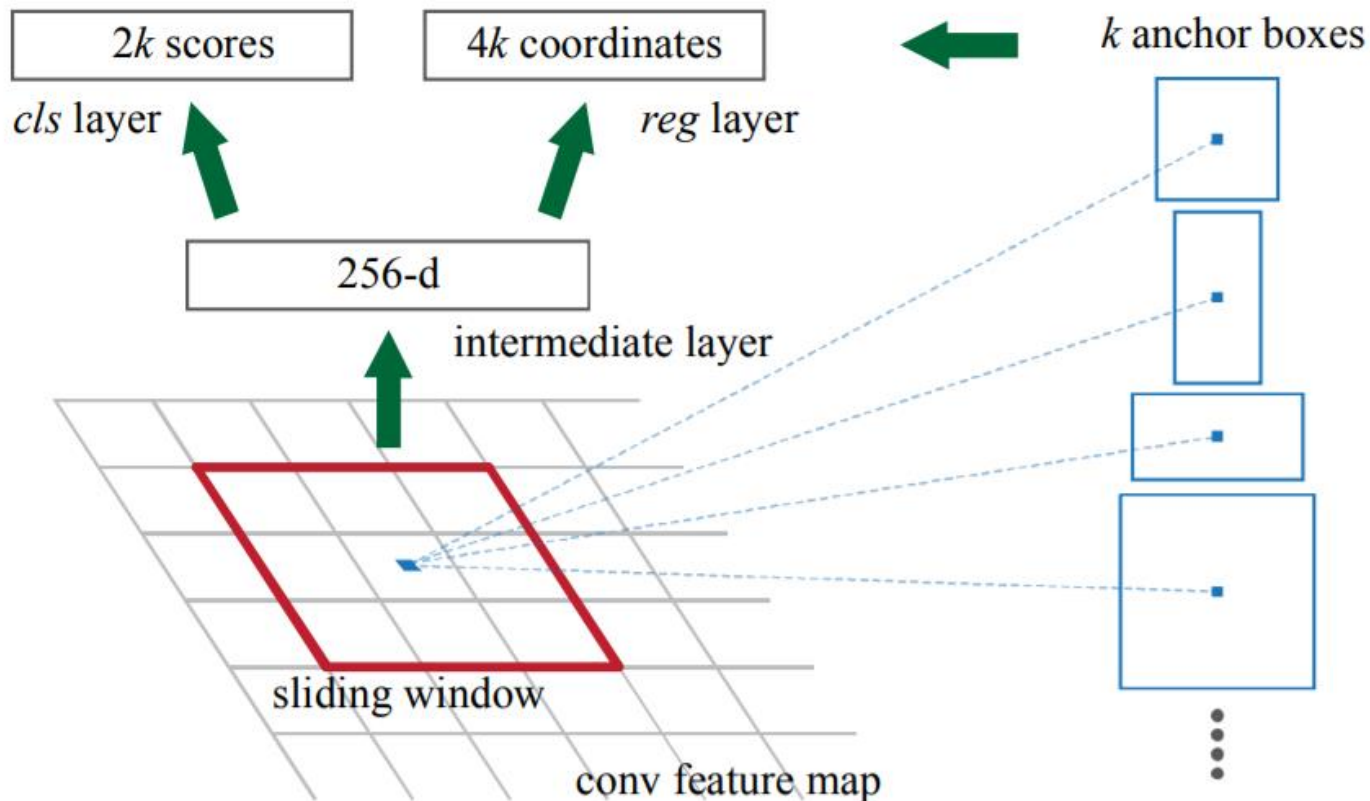 2k scores
4k coordinates
k anchor boxes
cls layer
reg layer
256-d
intermediate layer
sliding window
conv feature map